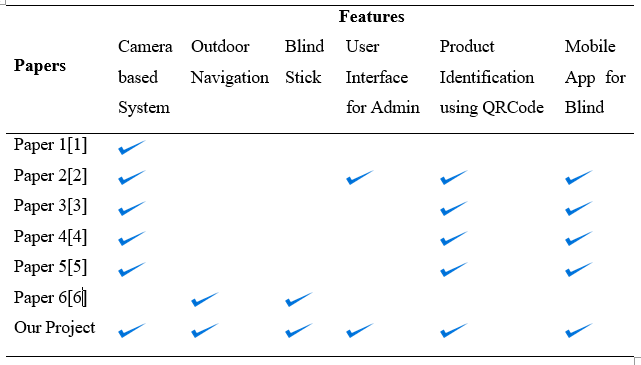 Features
Papers
Camera based System
Outdoor Navigation
Blind Stick
User Interface for Admin
Product Identification using QRCode
Mobile App for Blind
Paper 1[1]
Paper 2[2]
Paper 3[3]
Paper 4[4]
Paper 5[5]
Paper 6[6]
Our Project